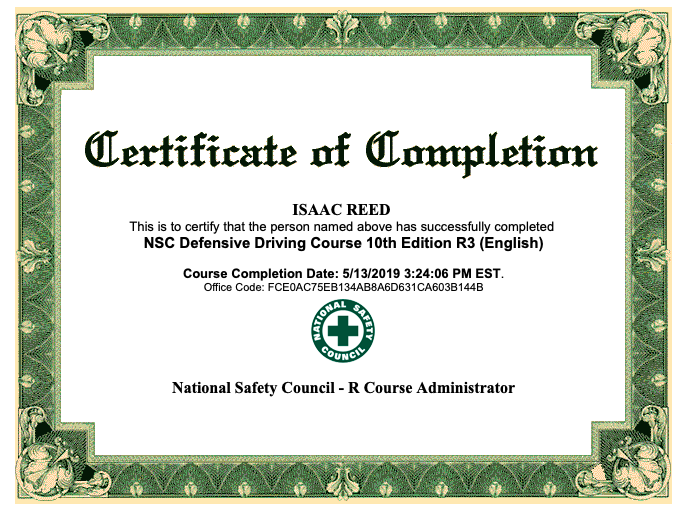 Certificate of Completion
ISAAC REED
This is to certify that the person named above has successfully completed
NSC Defensive Driving Course 10th Edition R3 (English)
Course Completion Date: 5/13/2019 3:24:06 PM EST.
Office Code: FCE0AC75EB134AB8A6D631CA603B144B
NATIONAL SAFETY
COUNCIL
National Safety Council - R Course Administrator